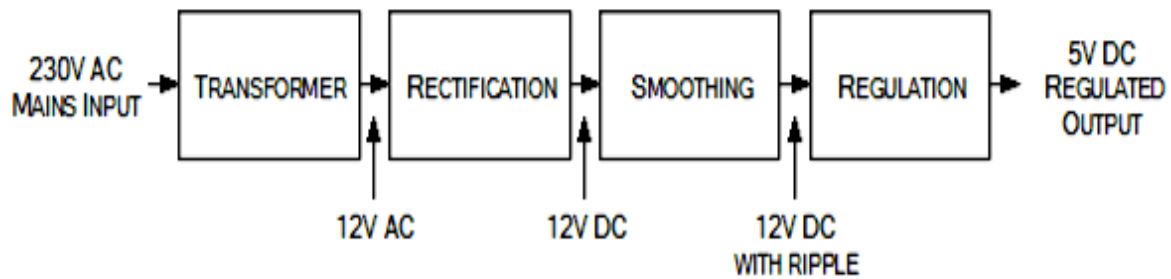 230V AC
MAINS INPUT
TRANSFORMER
RECTIFICATION
SMOOTHING
REGULATION
5V DC
REGULATED
OUTPUT
12V AC
12V DC
12V DC
WITH RIPPLE